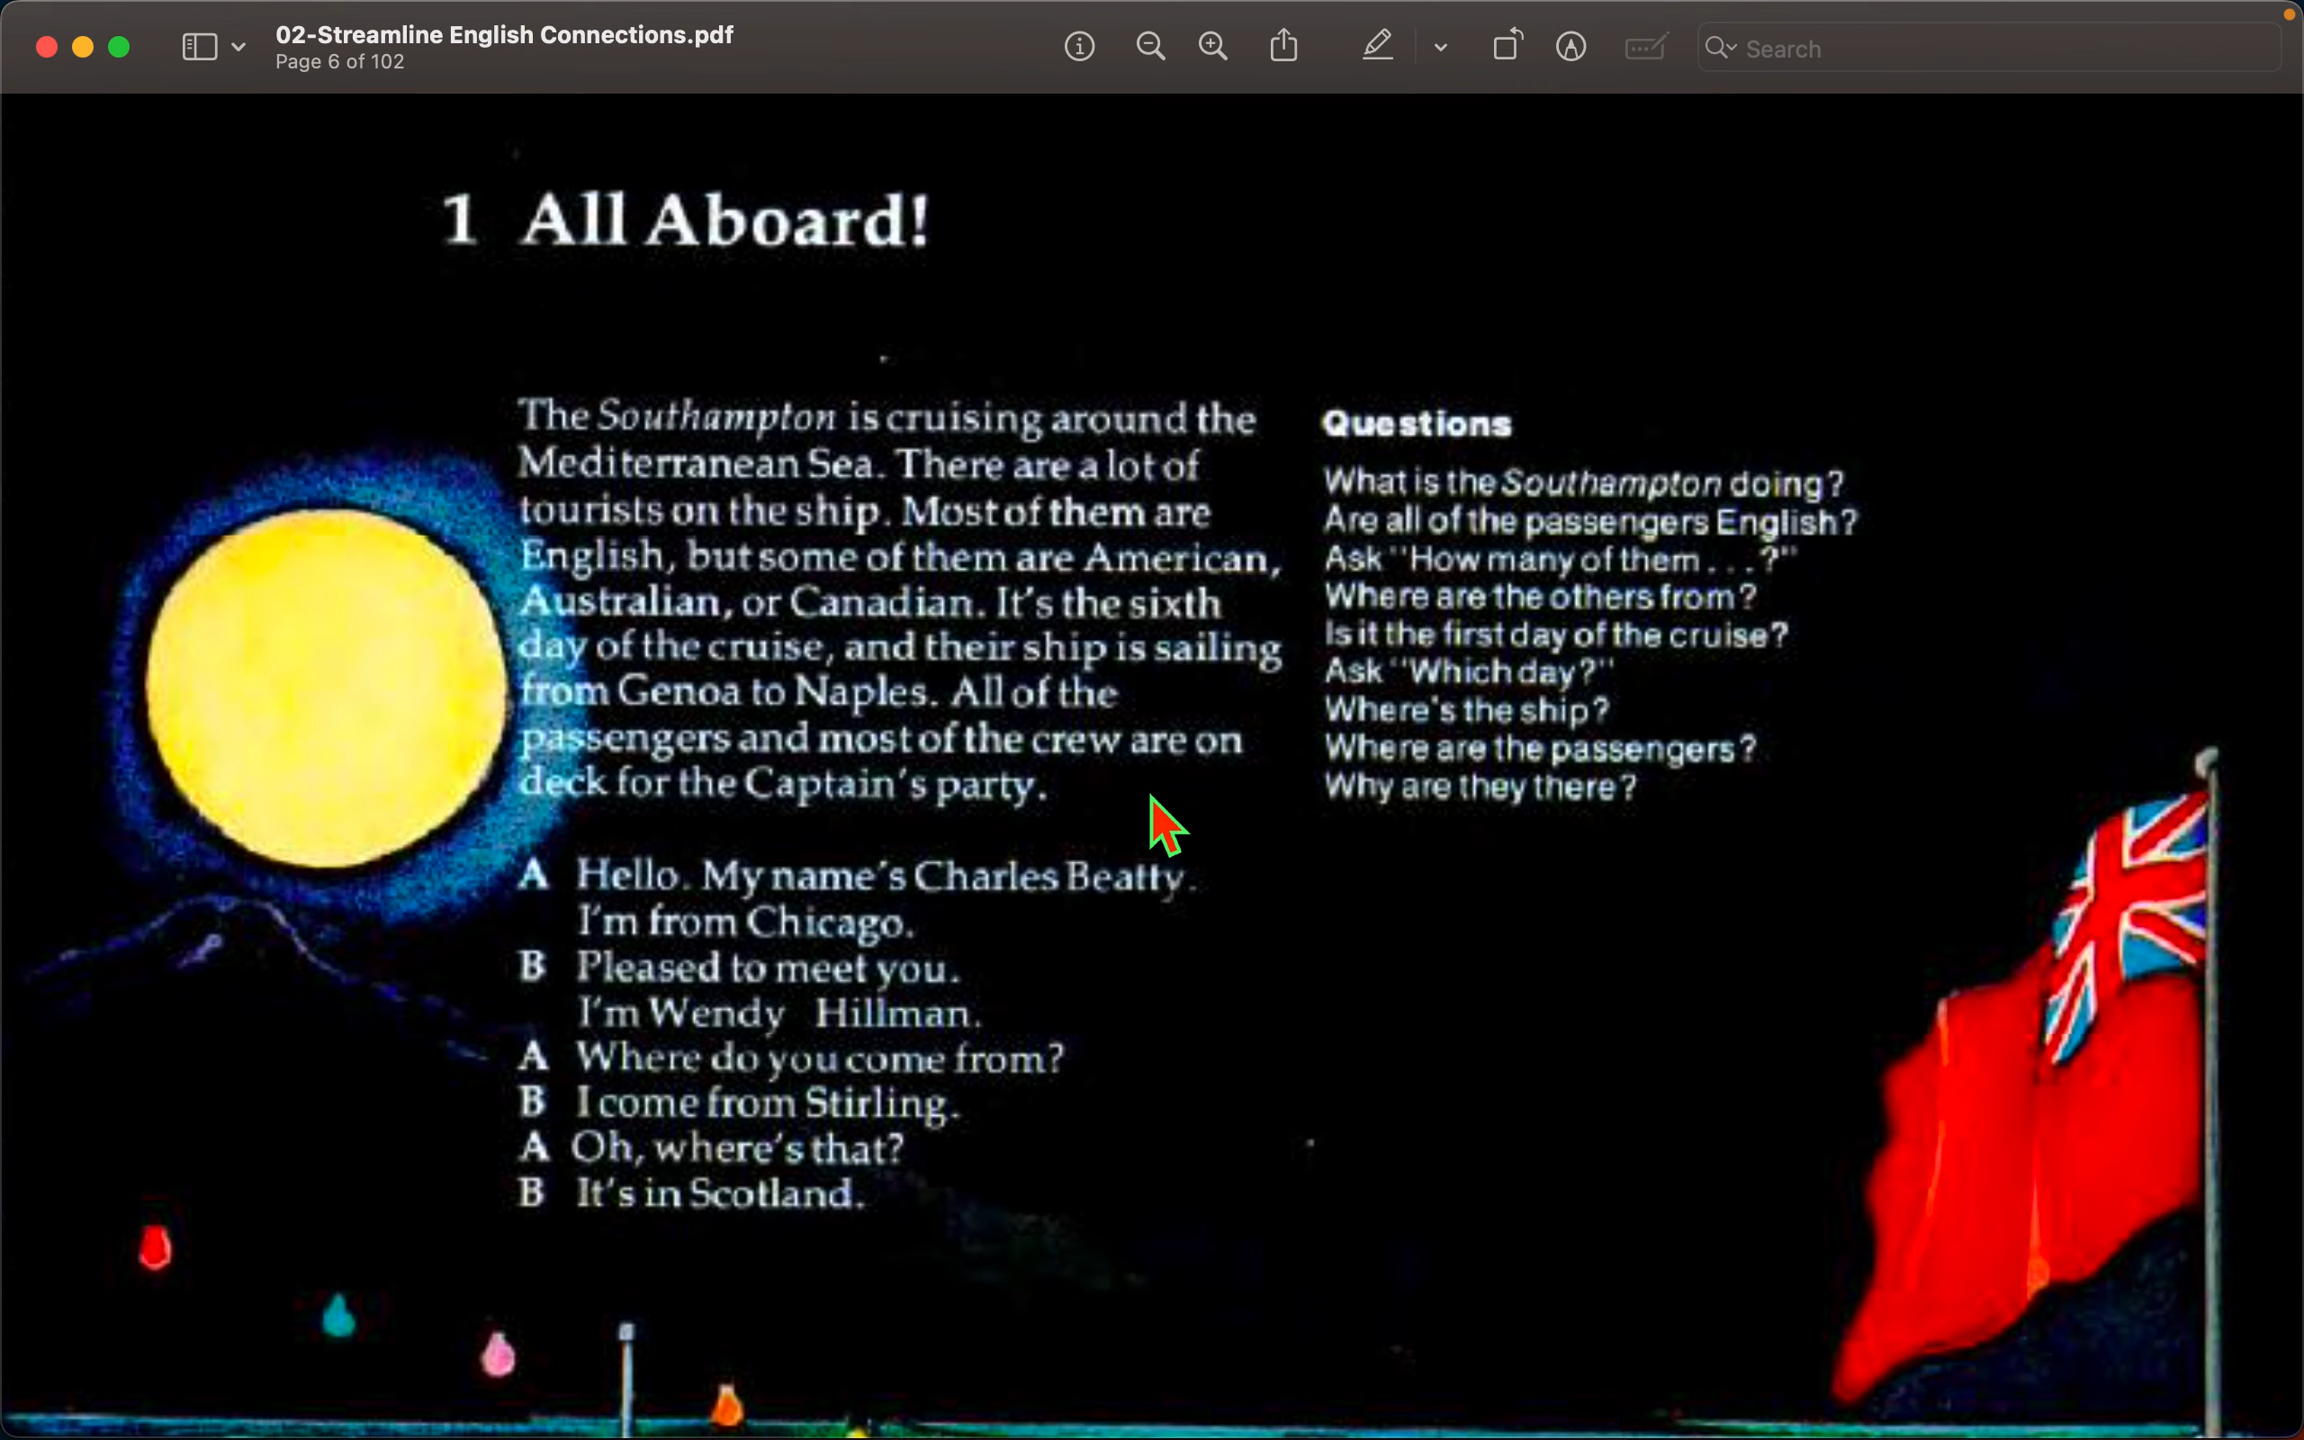 02-Streamline English Connections.pdf
Page 6 of 102
Search
1 All Aboard!
The Southampton is cruising around the
Mediterranean Sea. There are a lot of
tourists on the ship. Most of them are
English, but some of them are American,
Australian, or Canadian. It's the sixth
day of the cruise, and their ship is sailing
from Genoa to Naples. All of the
passengers and most of the crew are on
deck for the Captain's party.
A Hello. My name's Charles Beatty.
I'm from Chicago.
B Pleased to meet you.
I'm Wendy Hillman.
A Where do you come from?
B I come from Stirling.
A Oh, where's that?
B It's in Scotland.
Questions
What is the Southampton doing?
Are all of the passengers English?
Ask "How many of them . . . ?"
Where are the others from?
Is it the first day of the cruise?
Ask "Which day?"
Where's the ship?
Where are the passengers?
Why are they there?